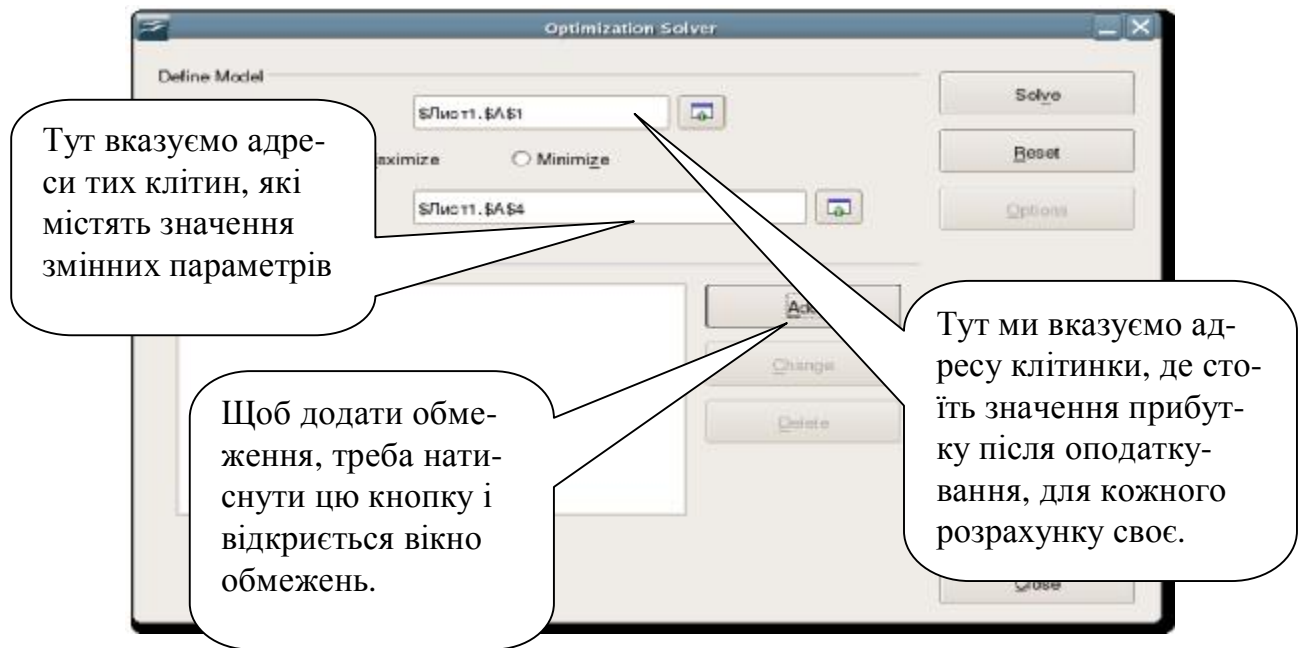 Optimization Solver
Define Model
$Лист1.$A$1
Solve
aximize
Minimize
Reset
$Лист1.$A$4
Options
Тут вказуємо адре-
си тих клітин, які
містять значення
змінних параметрів
Change
Delete
Тут ми вказуємо ад-
ресу клітинки, де сто-
їть значення прибут-
ку після оподатку-
вання, для кожного
розрахунку своє.
Щоб додати обме-
ження, треба нати-
снути цю кнопку і
відкриється вікно
обмежень.
Close